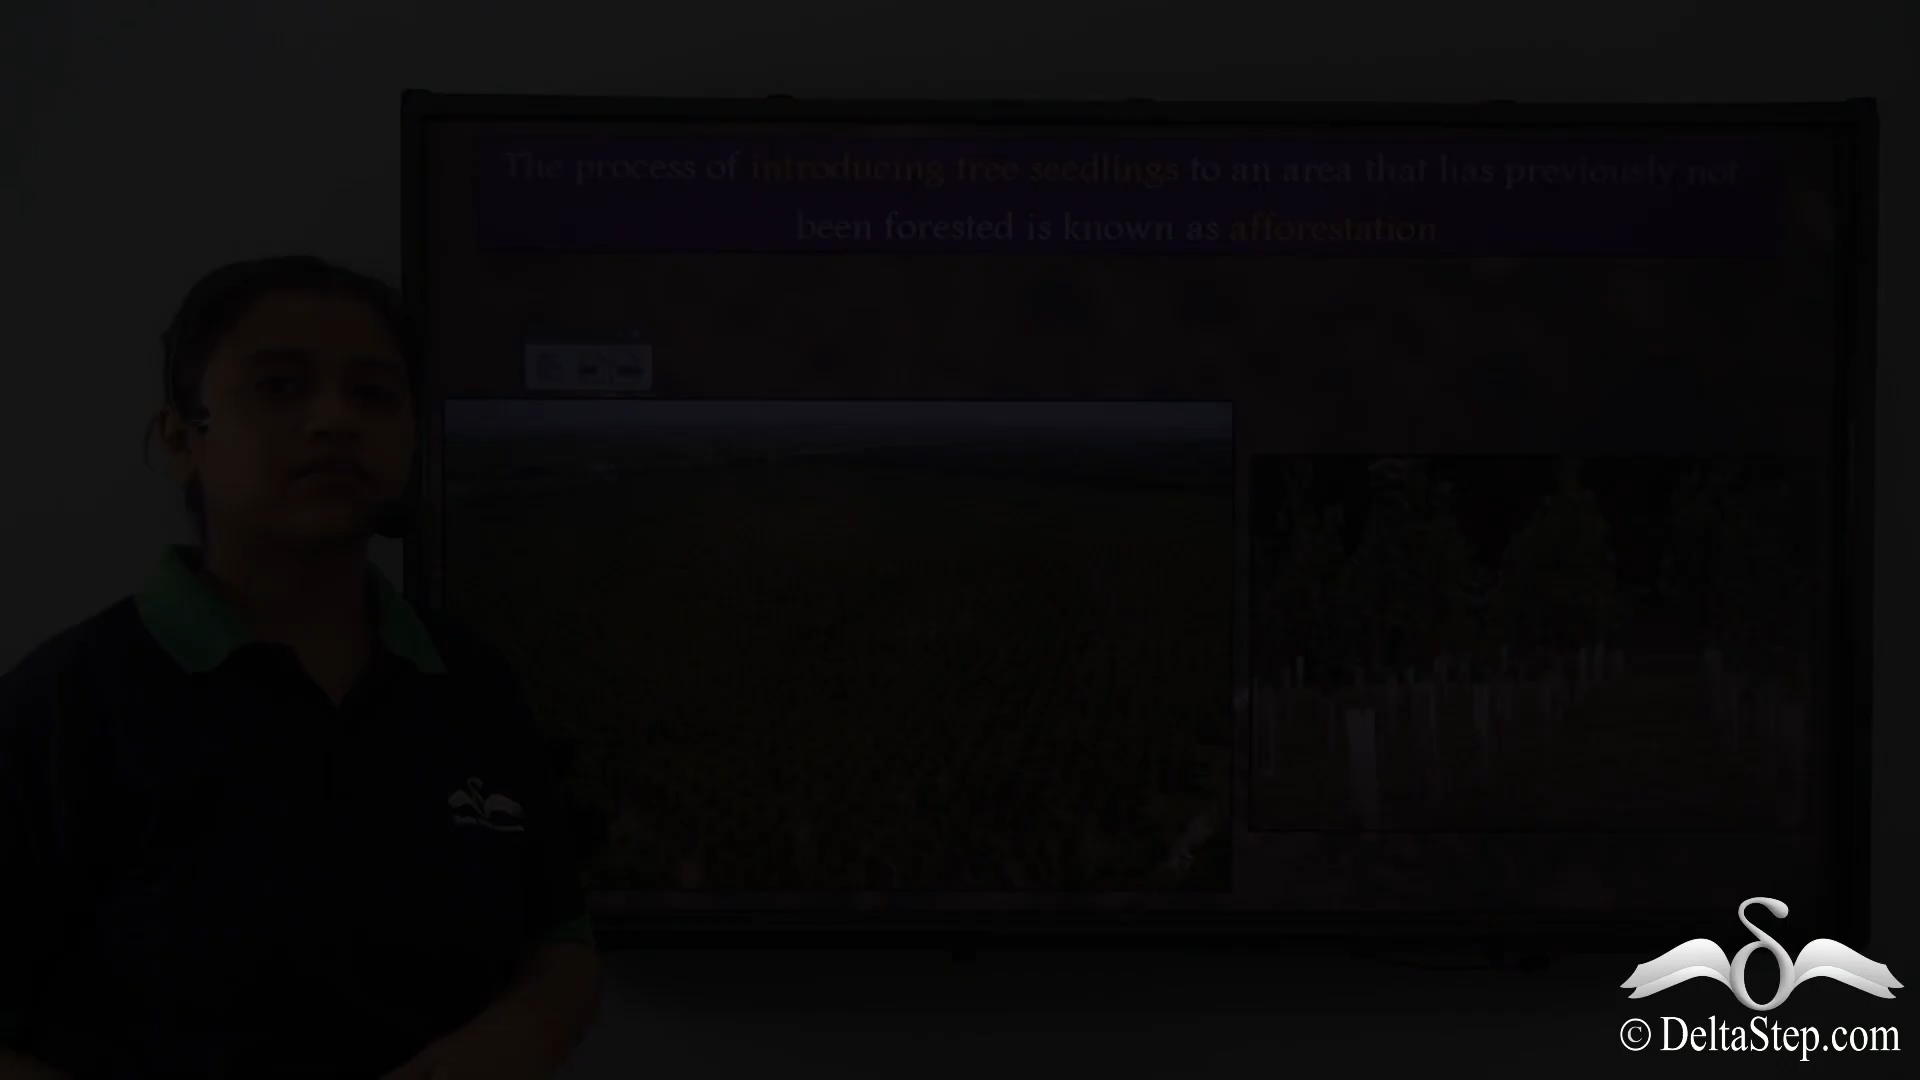 The process of introducing tree seedlings to an area that has previously not
been forested is known as afforestation
© DeltaStep.com